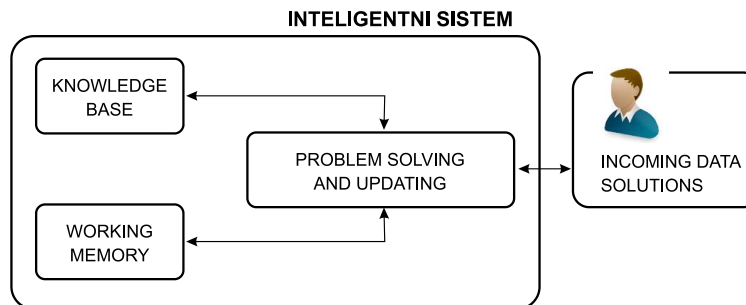 INTELIGENTNI SISTEM
KNOWLEDGE
BASE
PROBLEM SOLVING
AND UPDATING
INCOMING DATA
SOLUTIONS
WORKING
MEMORY